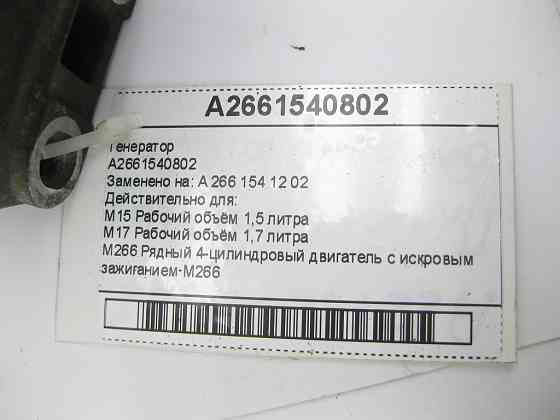 A2661540802
Генератор
A2661540802
Заменено на: A 266 154 12 02
Действительно для:
M15 Рабочий объём 1,5 литра
M17 Рабочий объём 1,7 литра
M266 Рядный 4-цилиндровый двигатель с искровым
зажиганием-M266